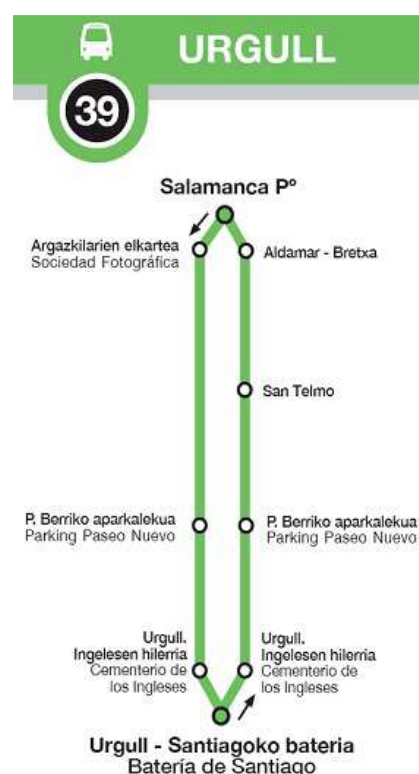 URGULL
39
Salamanca Pº
Argazkilarien elkartea
Sociedad Fotográfica
Aldamar - Bretxa
San Telmo
P. Berriko aparkalekua
Parking Paseo Nuevo
P. Berriko aparkalekua
Parking Paseo Nuevo
Urgull.
Ingelesen hilerria
Cementerio de
los Ingleses
Urgull.
Ingelesen hilerria
Cementerio de
los Ingleses
Urgull - Santiagoko bateria
Batería de Santiago